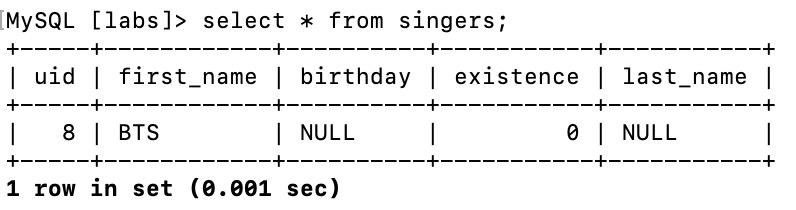 MySQL [labs]> select * from singers;
+-----+------------+----------+-----------+-----------+
| uid | first_name | birthday | existence | last_name |
+-----+------------+----------+-----------+-----------+
|   8 | BTS        | NULL     |         0 | NULL      |
+-----+------------+----------+-----------+-----------+
1 row in set (0.001 sec)